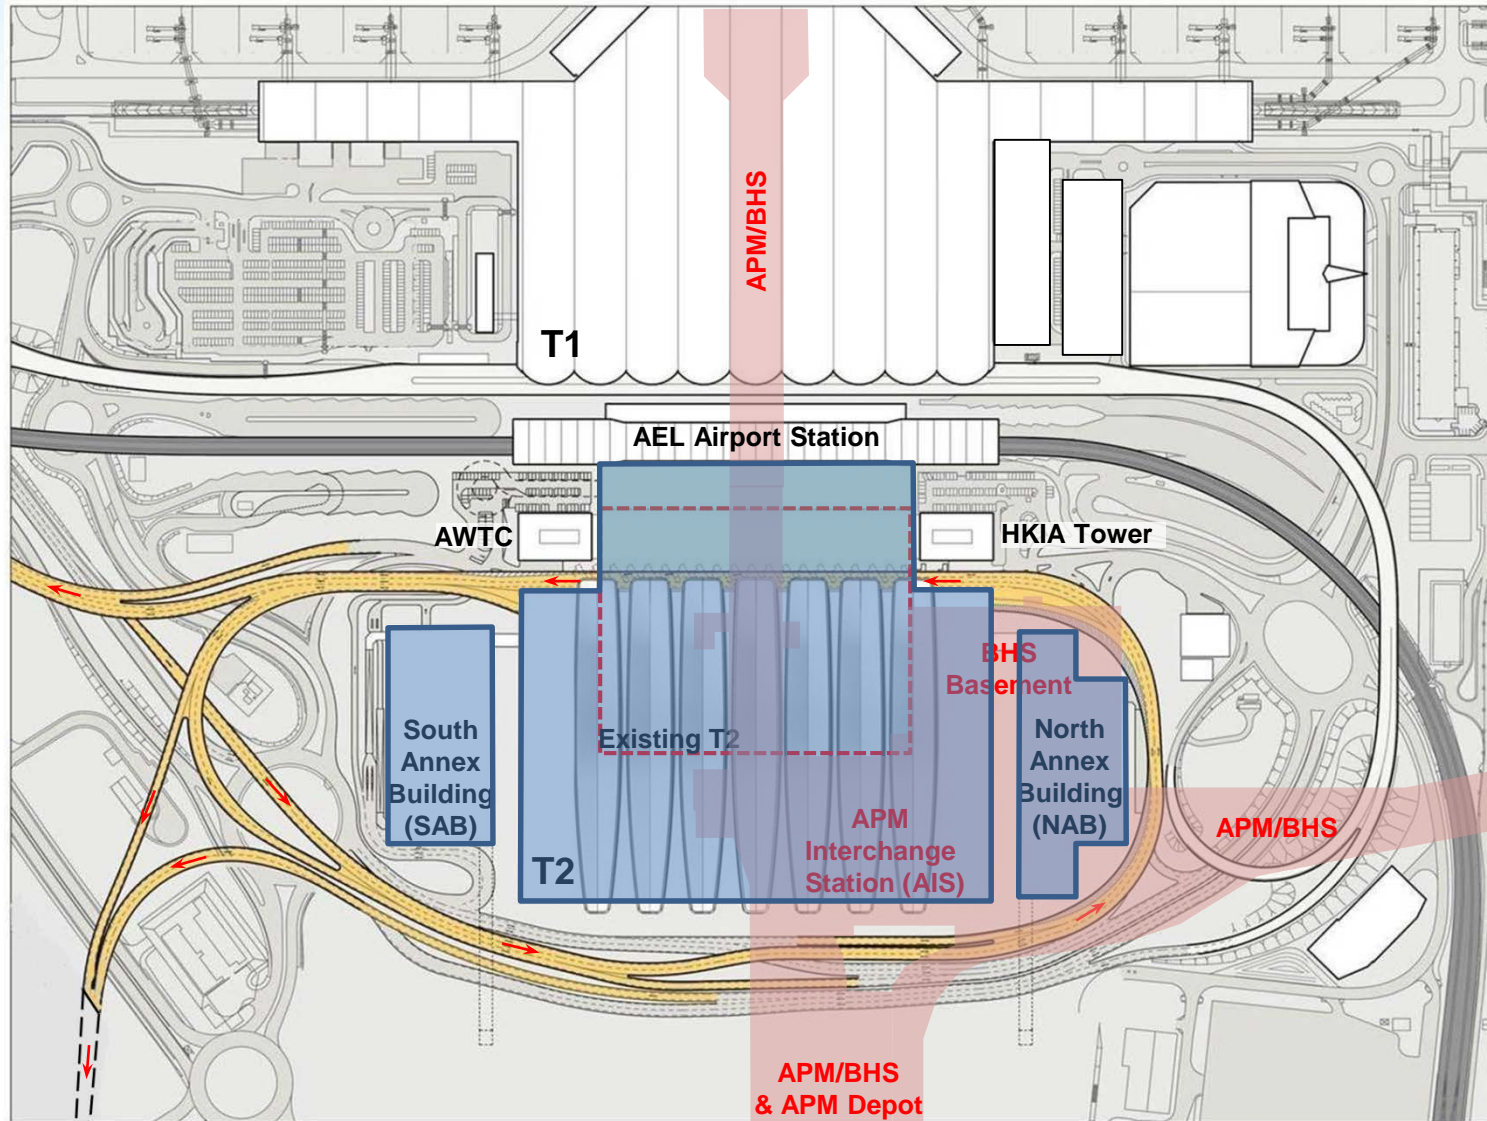 APM/BHS
T1
AEL Airport Station
AWTC
HKIA Tower
BHS
Basement
South
Annex
Building
(SAB)
Existing T2
North
Annex
Building
(NAB)
APM
Interchange
Station (AIS)
APM/BHS
T2
APM/BHS
& APM Depot